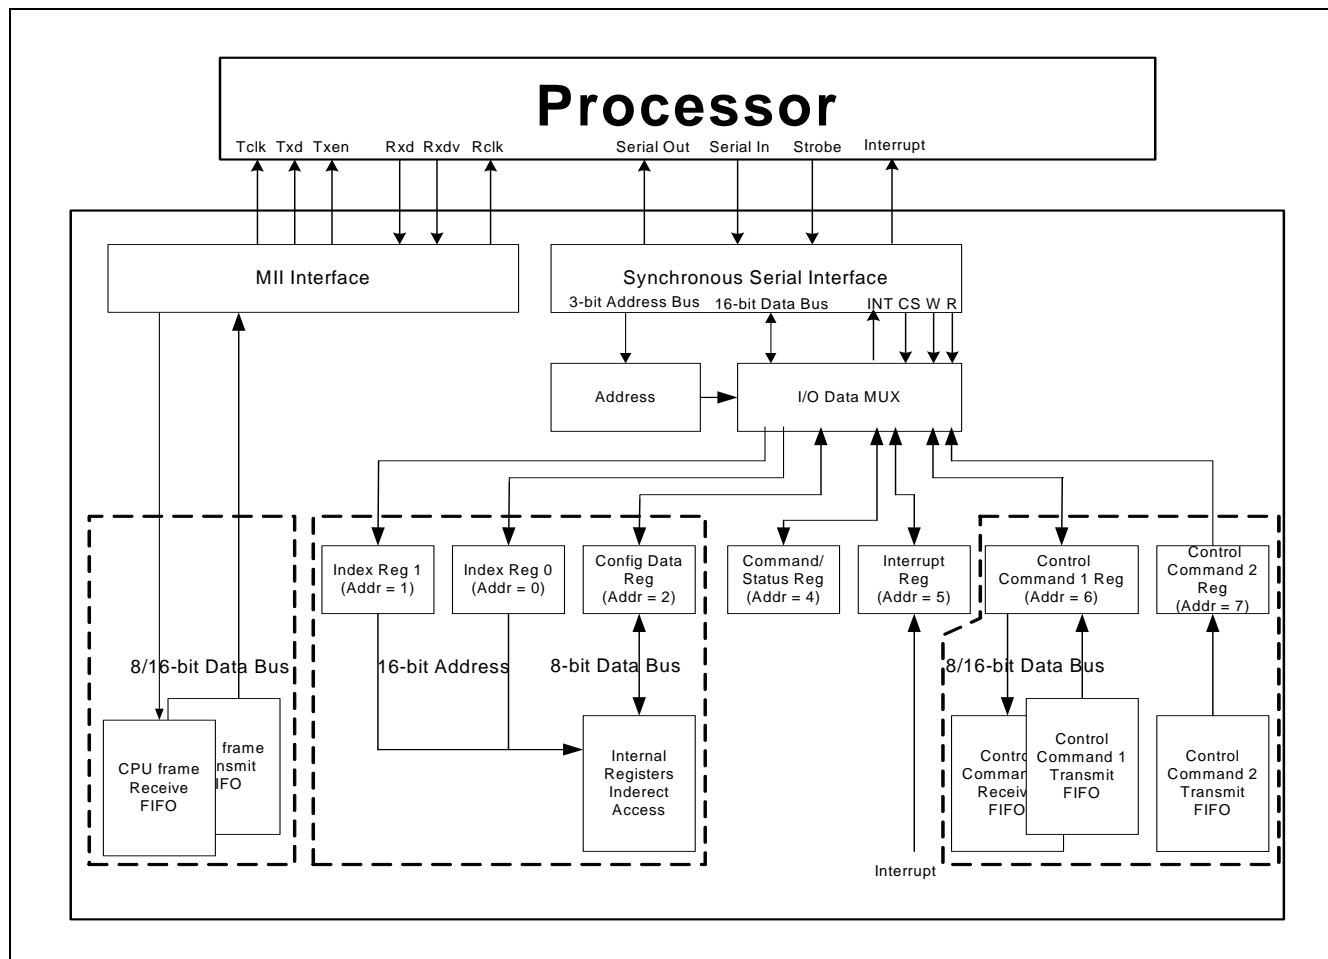 Processor
Tclk Txd Txen Rxd Rxdv Rclk Serial Out Serial In Strobe Interrupt
MII Interface
Synchronous Serial Interface
3-bit Address Bus 16-bit Data Bus INT CS W R
Address
I/O Data MUX
Index Reg 1
(Addr = 1)
Index Reg 0
(Addr = 0)
Config Data
Reg
(Addr = 2)
Command/
Status Reg
(Addr = 4)
Interrupt
Reg
(Addr = 5)
Control
Command 1 Reg
(Addr = 6)
Control
Command 2
Reg
(Addr = 7)
8/16-bit Data Bus
16-bit Address
8-bit Data Bus
8/16-bit Data Bus
CPU frame
Receive
FIFO
frame
Internal
Registers
Inderect
Access
Control
Command 1
Transmit
FIFO
Command
FIFO
Control
Command 2
Transmit
FIFO
Interrupt